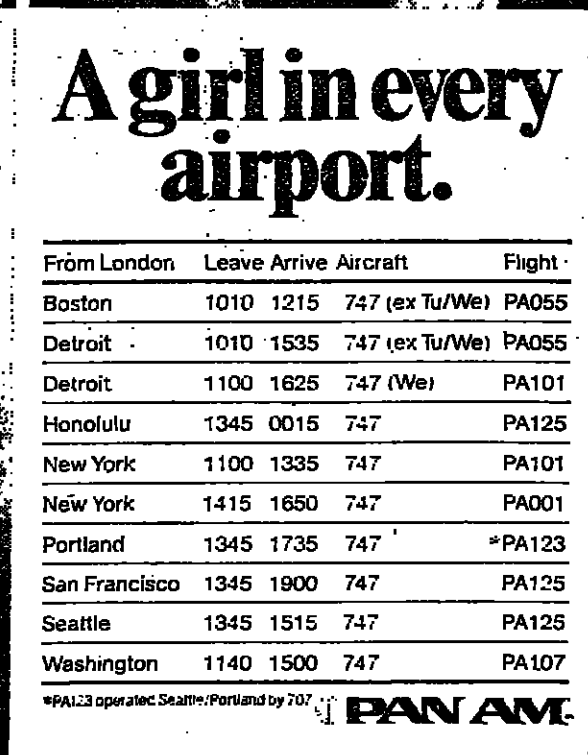 A girl in every
airport.
From London Leave Arrive Aircraft Flight
Boston 1010 1215 747 (ex Tu/We) PA055
Detroit 1010 1535 747 (ex Tu/We) PA055
Detroit 1100 1625 747 (We) PA101
Honolulu 1345 0015 747 PA125
New York 1100 1335 747 PA101
New York 1415 1650 747 PA001
Portland 1345 1735 747 *PA123
San Francisco 1345 1900 747 PA125
Seattle 1345 1515 747 PA125
Washington 1140 1500 747 PA107
*PA123 operated Seattle/Portland by 707
PAN AM.